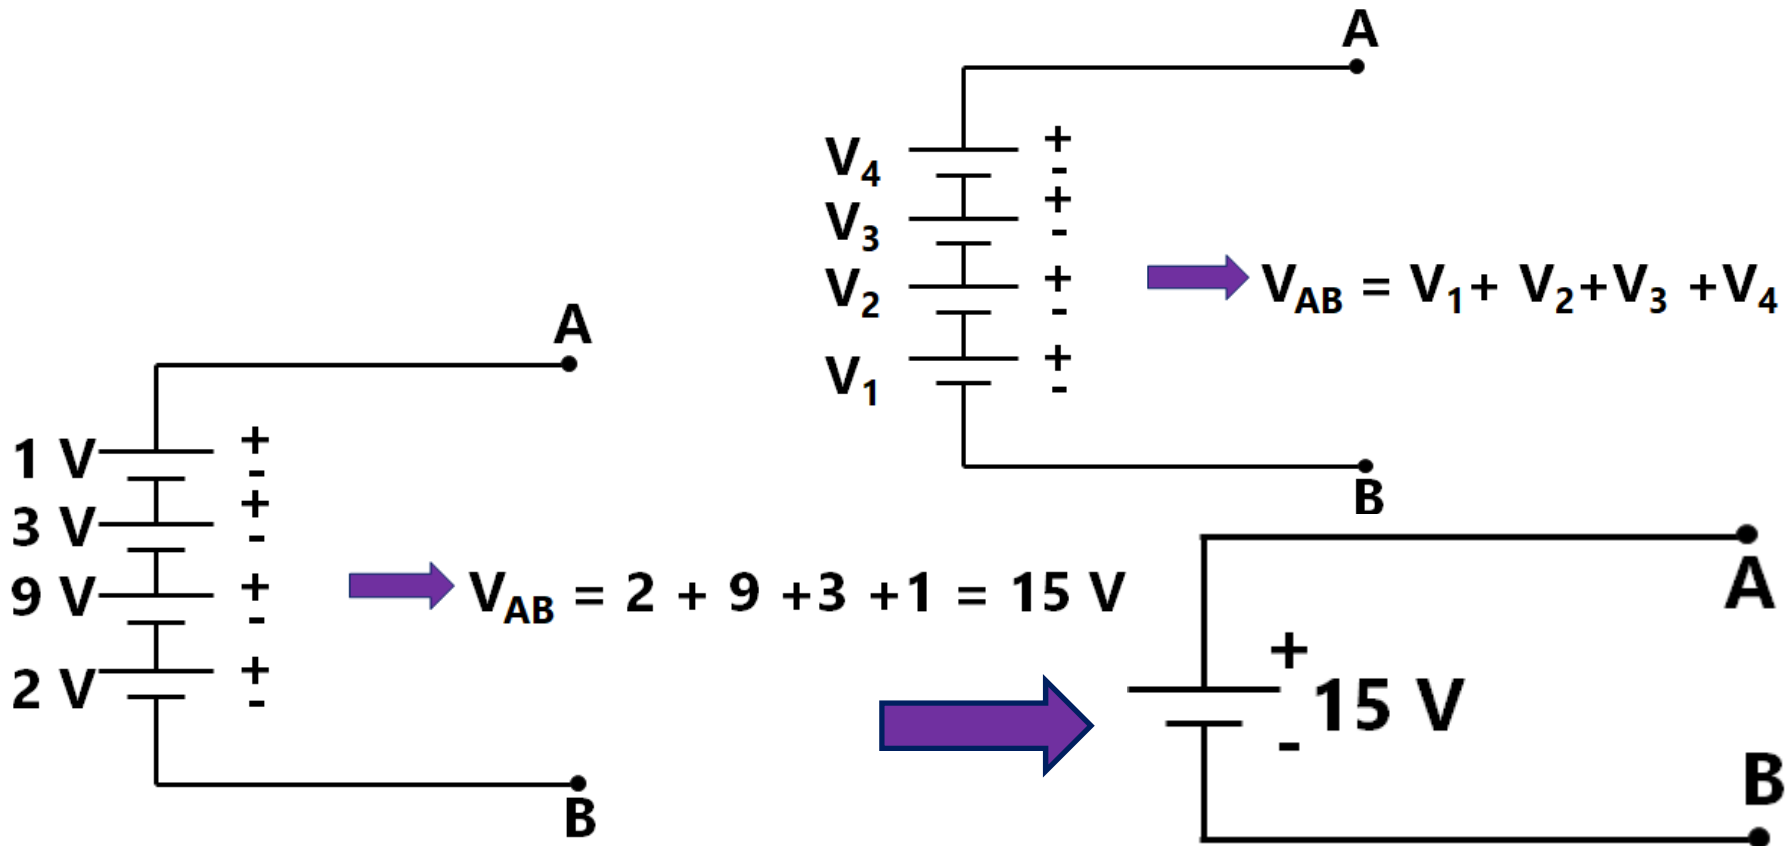 A
V4
+
-
V3
+
-
V2
+
-
V1
+
-
VAB = V1+ V2+V3 +V4
B
A
1 V
+
-
3 V
+
-
9 V
+
-
2 V
+
-
VAB = 2 + 9 +3 +1 = 15 V
B
A
+
15 V
-
B